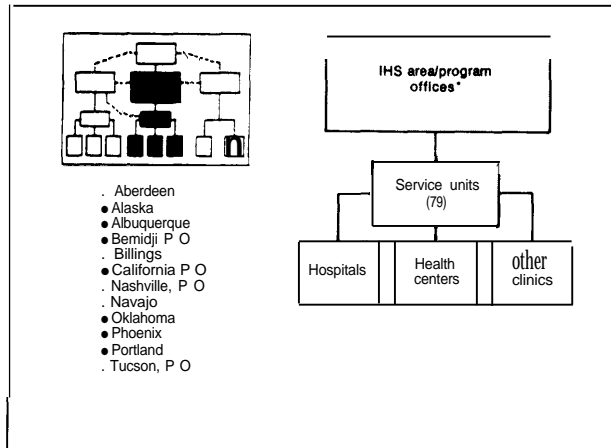 . Aberdeen
● Alaska
● Albuquerque
● Bemidji P O
. Billings
● California P O
. Nashville, P O
. Navajo
● Oklahoma
● Phoenix
● Portland
. Tucson, P O
IHS area/program
offices*
Service units
(79)
Hospitals
Health
centers
other
clinics